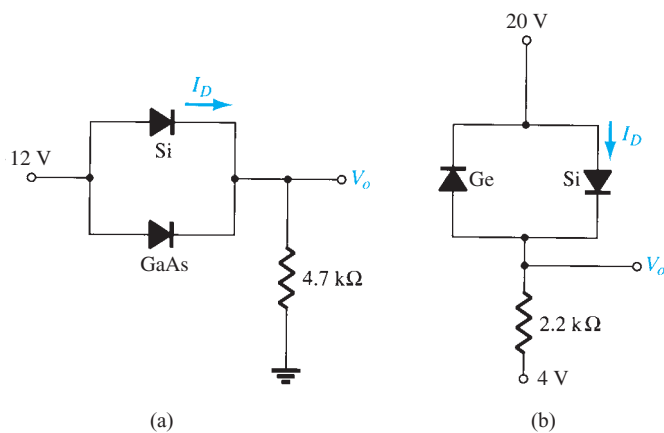 I_D
Si
12 V
V_o
GaAs
4.7 kΩ
(a)
20 V
I_D
Ge
Si
V_o
2.2 kΩ
4 V
(b)